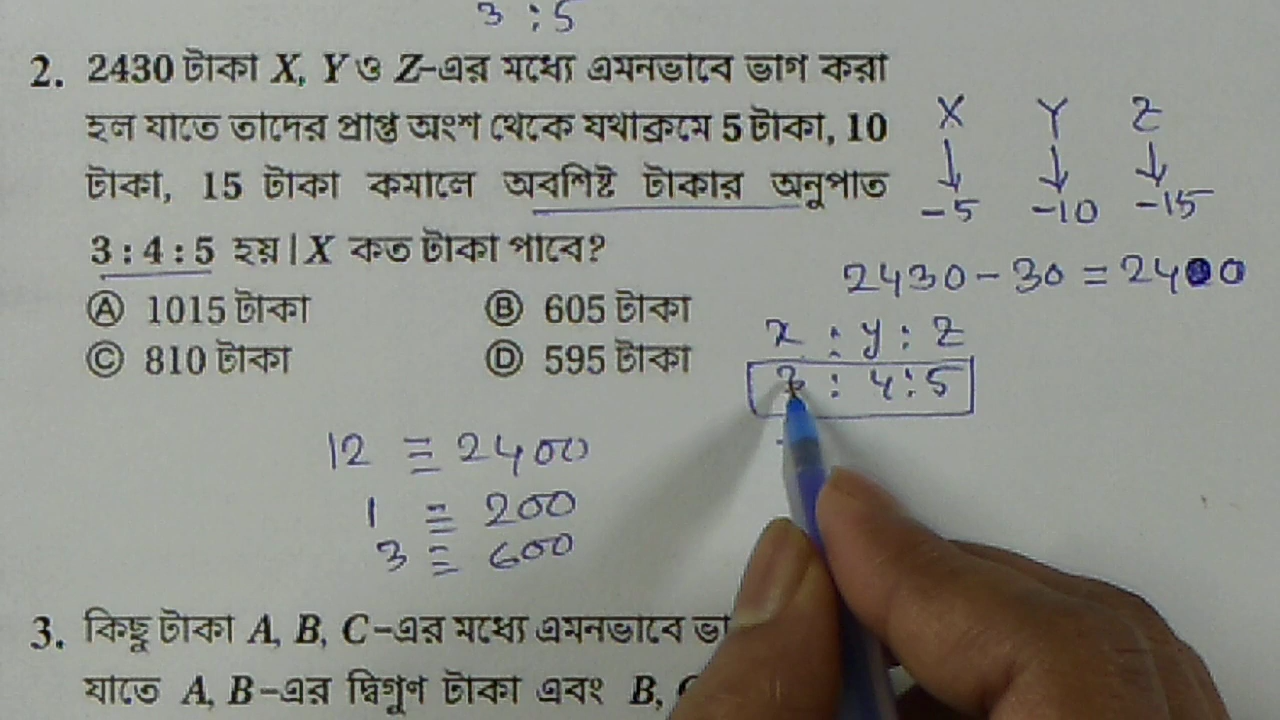 3 : 5
2. 2430 টাকা X, Y ও Z-এর মধ্যে এমনভাবে ভাগ করা
হল যাতে তাদের প্রাপ্ত অংশ থেকে যথাক্রমে 5 টাকা, 10
টাকা, 15 টাকা কমালে অবশিষ্ট টাকার অনুপাত
3 : 4 : 5 হয় | X কত টাকা পাবে?
Ⓐ 1015 টাকা Ⓑ 605 টাকা
Ⓒ 810 টাকা Ⓓ 595 টাকা
X Y Z
↓ ↓ ↓
-5 -10 -15
2430 - 30 = 2400
x : y : z
3 : 4 : 5
12 ≡ 2400
1 ≡ 200
3 ≡ 600
3. কিছু টাকা A, B, C-এর মধ্যে এমনভাবে
যাতে A, B-এর দ্বিগুণ টাকা এবং B,